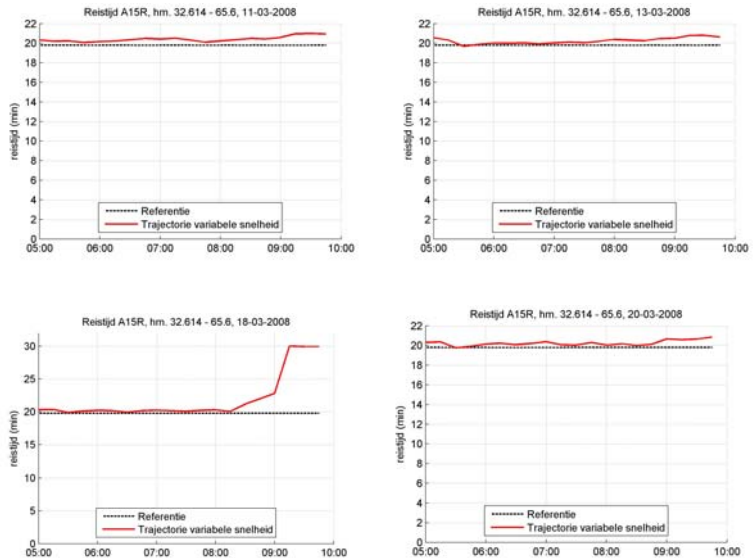 Reistijd A15R, hm. 32.614 - 65.6, 11-03-2008
22
20
18
16
14
12
10
8
6
4
2
0
reistijd (min)
Referentie
Trajectorie variabele snelheid
05:00 06:00 07:00 08:00 09:00 10:00
Reistijd A15R, hm. 32.614 - 65.6, 13-03-2008
22
20
18
16
14
12
10
8
6
4
2
0
reistijd (min)
Referentie
Trajectorie variabele snelheid
05:00 06:00 07:00 08:00 09:00 10:00
Reistijd A15R, hm. 32.614 - 65.6, 18-03-2008
30
25
20
15
10
5
0
reistijd (min)
Referentie
Trajectorie variabele snelheid
05:00 06:00 07:00 08:00 09:00 10:00
Reistijd A15R, hm. 32.614 - 65.6, 20-03-2008
22
20
18
16
14
12
10
8
6
4
2
0
reistijd (min)
Referentie
Trajectorie variabele snelheid
05:00 06:00 07:00 08:00 09:00 10:00